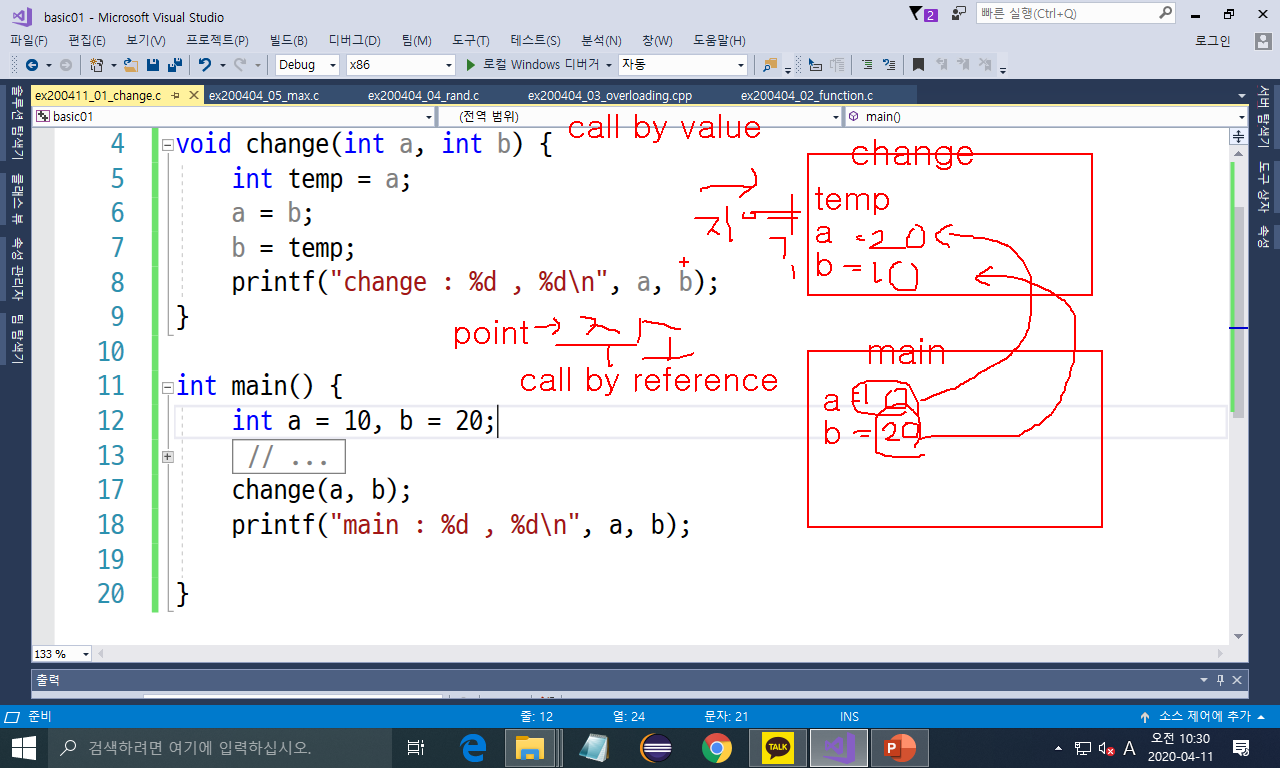 basic01 - Microsoft Visual Studio
2
빠른 실행(Ctrl+Q)
파일(F) 편집(E) 보기(V) 프로젝트(P) 빌드(B) 디버그(D) 팀(M) 도구(T) 테스트(S) 분석(N) 창(W) 도움말(H)
로그인
Debug x86 로컬 Windows 디버거 자동
ex200411_01_change.c ex200404_05_max.c ex200404_04_rand.c ex200404_03_overloading.cpp ex200404_02_function.c
basic01 (전역 범위) main()
솔루션 탐색기
클래스 뷰
속성 관리자
팀 탐색기
서버 탐색기
도구 상자
속성
4 void change(int a, int b) {
5 int temp = a;
6 a = b;
7 b = temp;
8 printf("change : %d , %d\n", a, b);
9 }
10
11 int main() {
12 int a = 10, b = 20;
13 // ...
17 change(a, b);
18 printf("main : %d , %d\n", a, b);
19
20 }
call by value
change
temp
a = 20
b = 10
point → 주고
call by reference
main
a = 10
b = 20
133 %
출력
준비 줄: 12 열: 24 문자: 21 INS 소스 제어에 추가
검색하려면 여기에 입력하십시오.
TALK
P
A
오전 10:30
2020-04-11